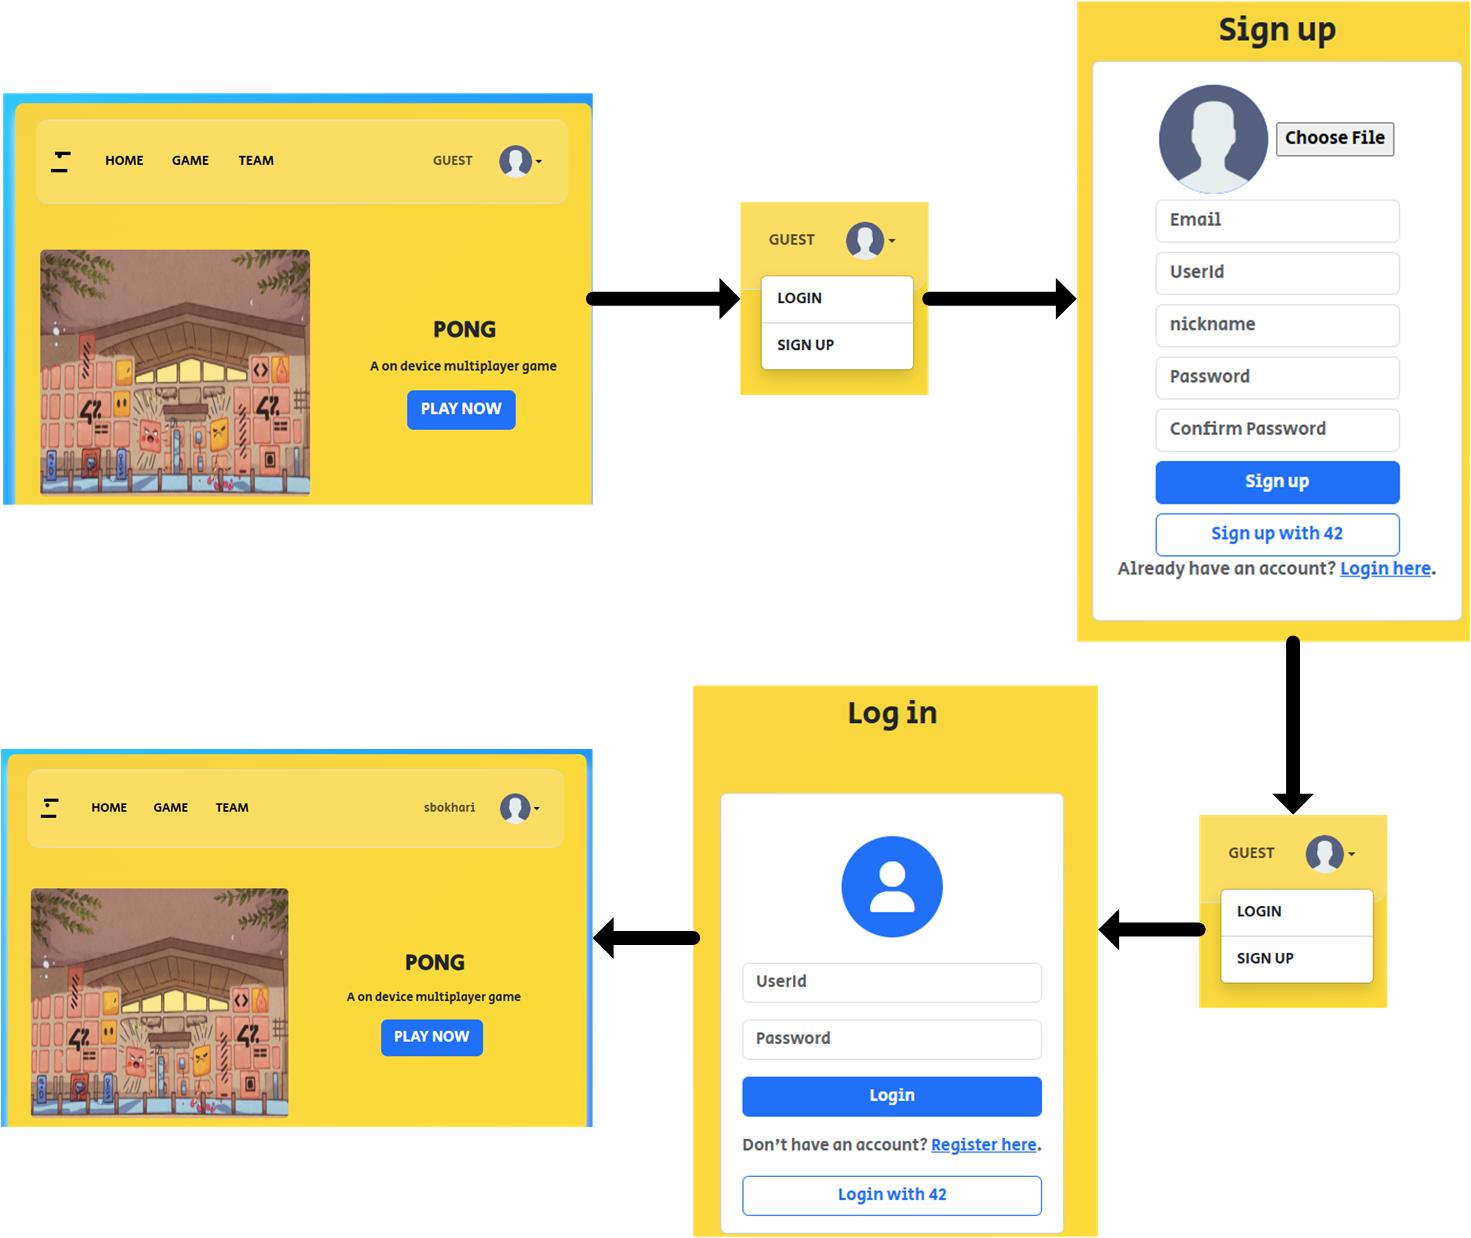 HOME GAME TEAM GUEST
PONG
A on device multiplayer game
PLAY NOW
GUEST
LOGIN
SIGN UP
Sign up
Choose File
Email
UserId
nickname
Password
Confirm Password
Sign up
Sign up with 42
Already have an account? Login here.
GUEST
LOGIN
SIGN UP
Log in
UserId
Password
Login
Don't have an account? Register here.
Login with 42
HOME GAME TEAM sbokhari
PONG
A on device multiplayer game
PLAY NOW